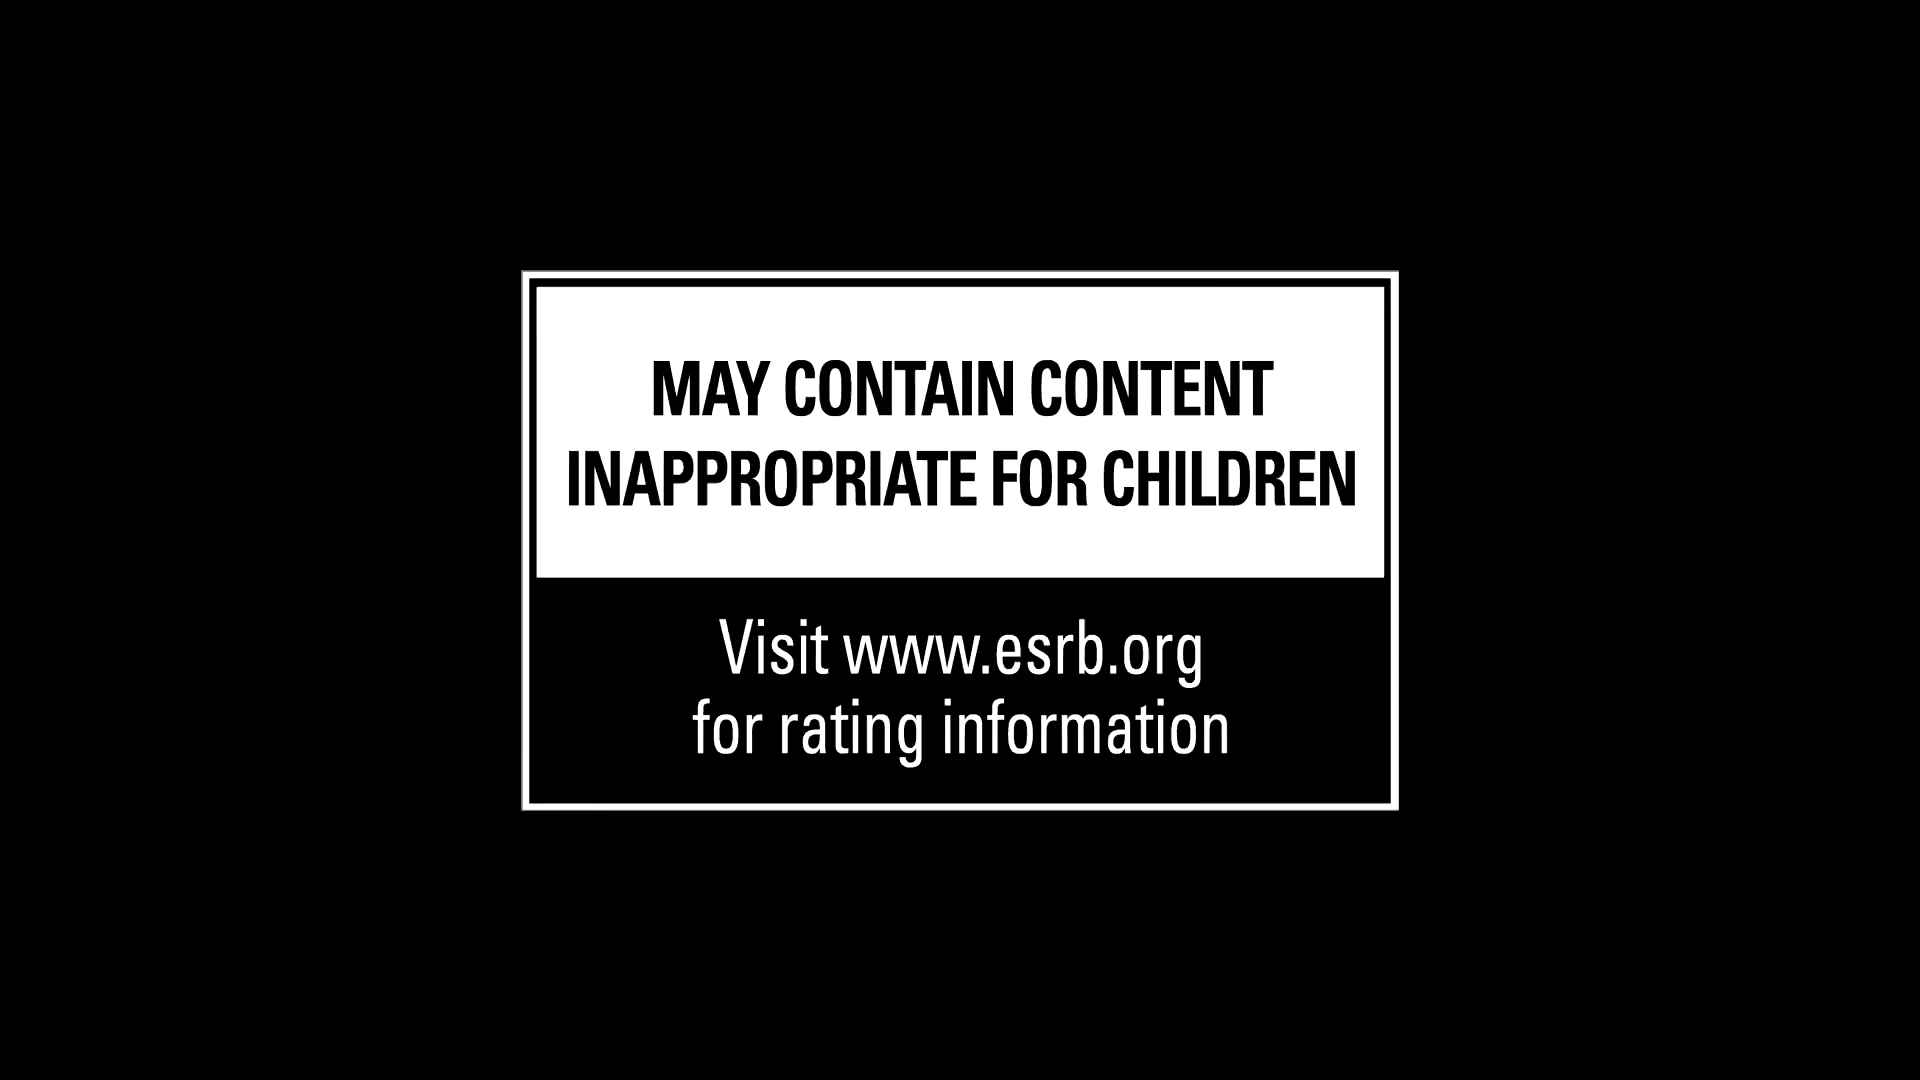 MAY CONTAIN CONTENT
INAPPROPRIATE FOR CHILDREN
Visit www.esrb.org
for rating information